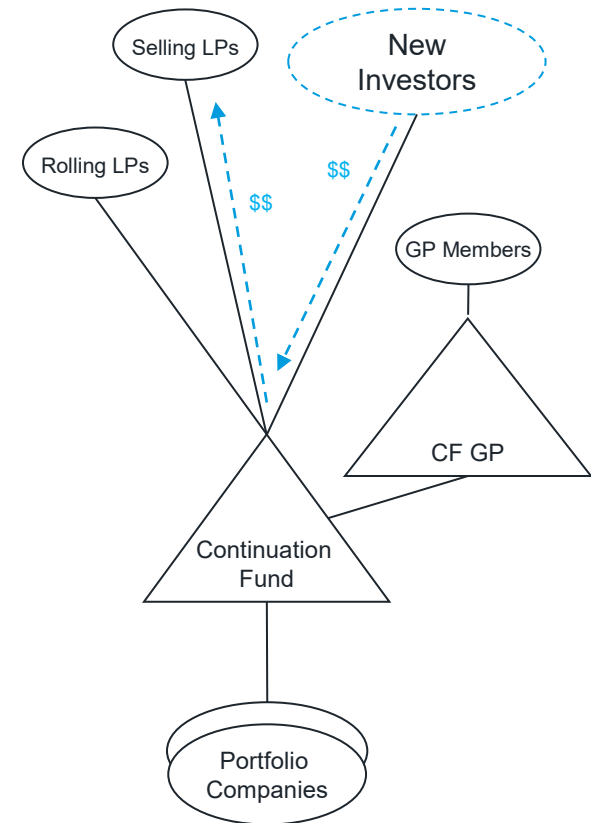 New
Investors
Selling LPs
Rolling LPs
$$
$$
GP Members
CF GP
Continuation
Fund
Portfolio
Companies